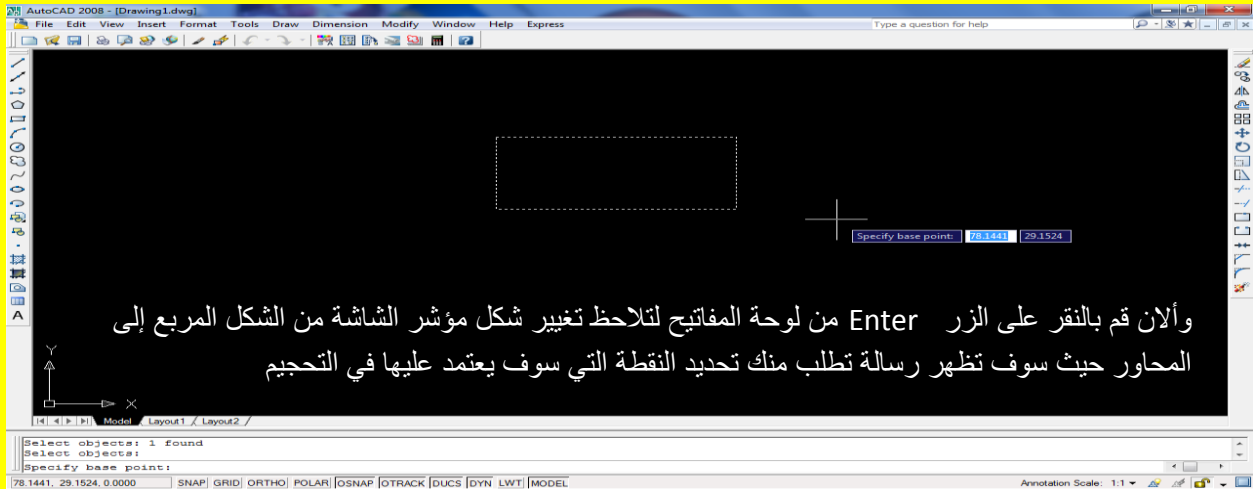 AutoCAD 2008 - [Drawing1.dwg]
File Edit View Insert Format Tools Draw Dimension Modify Window Help Express Type a question for help
Specify base point: 78.1441 29.1524
وألان قم بالنقر على الزر Enter من لوحة المفاتيح لتلاحظ تغيير شكل مؤشر الشاشة من الشكل المربع إلى
المحاور حيث سوف تظهر رسالة تطلب منك تحديد النقطة التي سوف يعتمد عليها في التحجيم
Y
X
Model Layout1 Layout2
Select objects: 1 found
Select objects:
Specify base point:
78.1441, 29.1524, 0.0000 SNAP GRID ORTHO POLAR OSNAP OTRACK DUCS DYN LWT MODEL Annotation Scale: 1:1